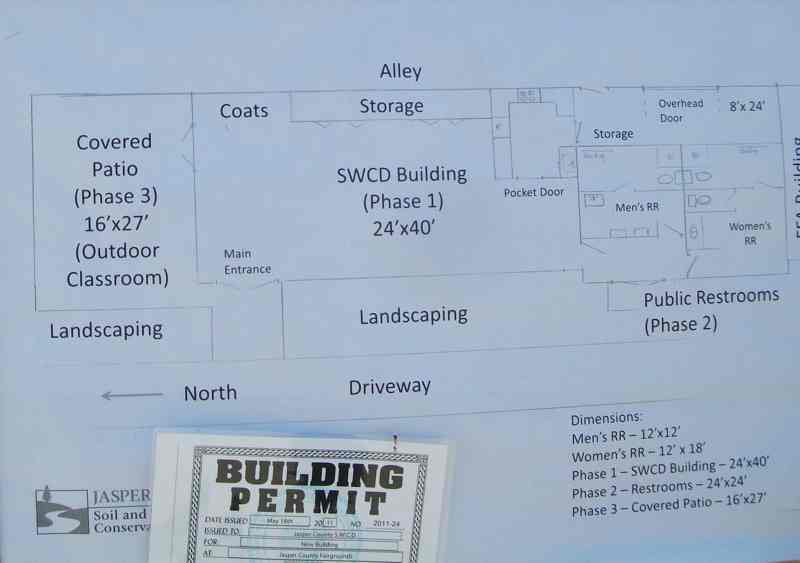 Alley
Coats
Storage
Overhead
Door
8'x 24'
Storage
Covered
Patio
(Phase 3)
16'x27'
(Outdoor
Classroom)
SWCD Building
(Phase 1)
24'x40'
Pocket Door
Men's RR
Women's
RR
Building
Main
Entrance
Landscaping
Landscaping
Public Restrooms
(Phase 2)
North
Driveway
Dimensions:
Men's RR – 12'x12'
Women's RR – 12' x 18'
Phase 1 – SWCD Building – 24'x40'
Phase 2 – Restrooms – 24'x24'
Phase 3 – Covered Patio – 16'x27'
JASPER
Soil and
Conserva
BUILDING
PERMIT
DATE ISSUED May 16th 20 11 NO. 2011-24
ISSUED TO: Jasper County SWCD
FOR: New Building
AT: Jasper County Fairgrounds